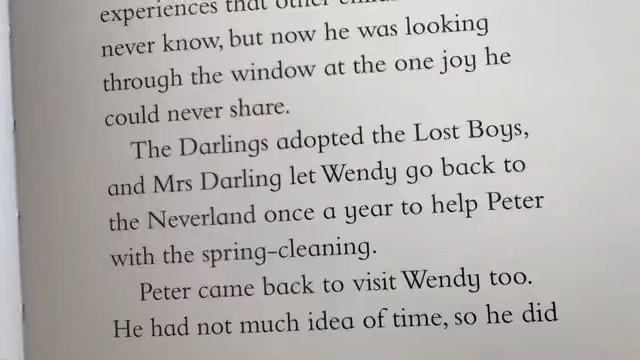 experiences that other
never know, but now he was looking
through the window at the one joy he
could never share.
The Darlings adopted the Lost Boys,
and Mrs Darling let Wendy go back to
the Neverland once a year to help Peter
with the spring-cleaning.
Peter came back to visit Wendy too.
He had not much idea of time, so he did